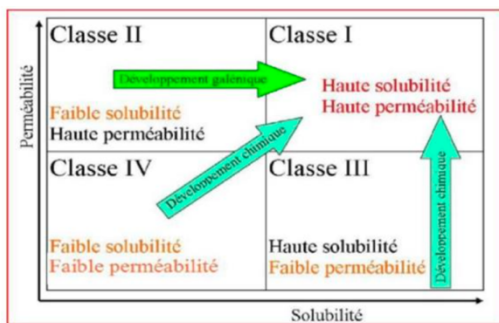 Classe II
Classe I
Développement galénique
Haute solubilité
Haute perméabilité
Faible solubilité
Haute perméabilité
Perméabilité
Classe IV
Classe III
Développement chimique
Développement chimique
Faible solubilité
Faible perméabilité
Haute solubilité
Faible perméabilité
Solubilité